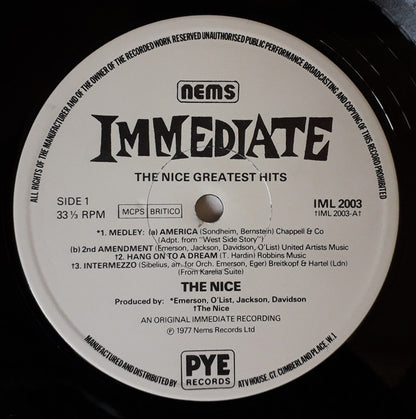 ALL RIGHTS OF THE MANUFACTURER AND OF THE OWNER OF THE RECORDED WORK RESERVED UNAUTHORISED PUBLIC PERFORMANCE BROADCASTING AND COPYING OF THIS RECORD PROHIBITED
nems
IMMEDIATE
THE NICE GREATEST HITS
SIDE 1
33 ⅓ RPM
MCPS BRITICO
IML 2003
†IML 2003-A†
*1. MEDLEY: (a) AMERICA (Sondheim, Bernstein) Chappell & Co
(Adpt. from "West Side Story")
(b) 2nd AMENDMENT (Emerson, Jackson, Davidson, O'List) United Artists Music
†2. HANG ON TO A DREAM (T. Hardin) Robbins Music
†3. INTERMEZZO (Sibelius, arr. for Orch. Emerson, Eger) Breitkopf & Hartel (Ldn)
(From Karelia Suite)
THE NICE
Produced by: *Emerson, O'List, Jackson, Davidson
†The Nice
AN ORIGINAL IMMEDIATE RECORDING
℗ 1977 Nems Records Ltd
PYE
RECORDS
MANUFACTURED AND DISTRIBUTED BY
ATV HOUSE, GT. CUMBERLAND PLACE, W.1